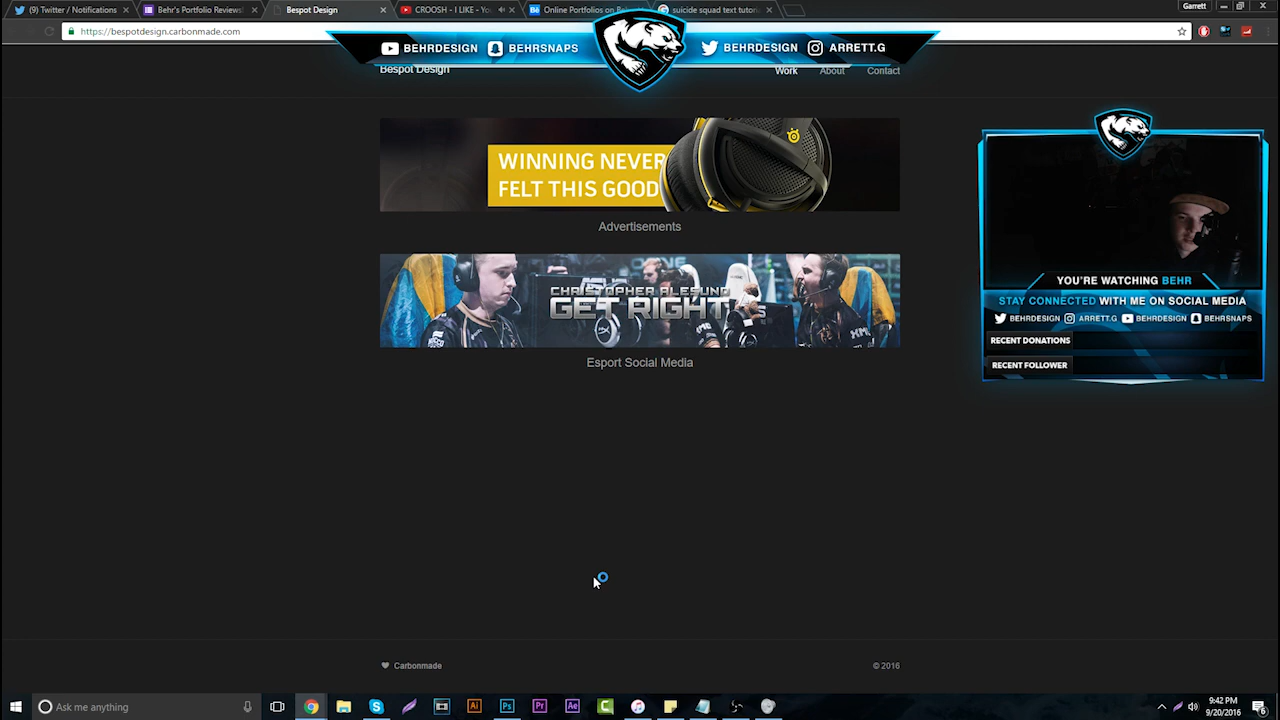 (9) Twitter / Notifications
Behr's Portfolio Reviews!
Bespot Design
CROOSH - I LIKE - Yo
Online Portfolios on Be
suicide squad text tutori
Garrett
https://bespotdesign.carbonmade.com
BEHRDESIGN
BEHRSNAPS
BEHRDESIGN
ARRETT.G
Bespot Design
Work
About
Contact
WINNING NEVER
FELT THIS GOOD
Advertisements
CHRISTOPHER ALESUND
GET RIGHT
Esport Social Media
YOU'RE WATCHING BEHR
STAY CONNECTED WITH ME ON SOCIAL MEDIA
BEHRDESIGN ARRETT.G BEHRDESIGN BEHRSNAPS
RECENT DONATIONS
RECENT FOLLOWER
Carbonmade
© 2016
Ask me anything
Ai
Ps
Pr
Ae
9:42 PM
9/20/2016